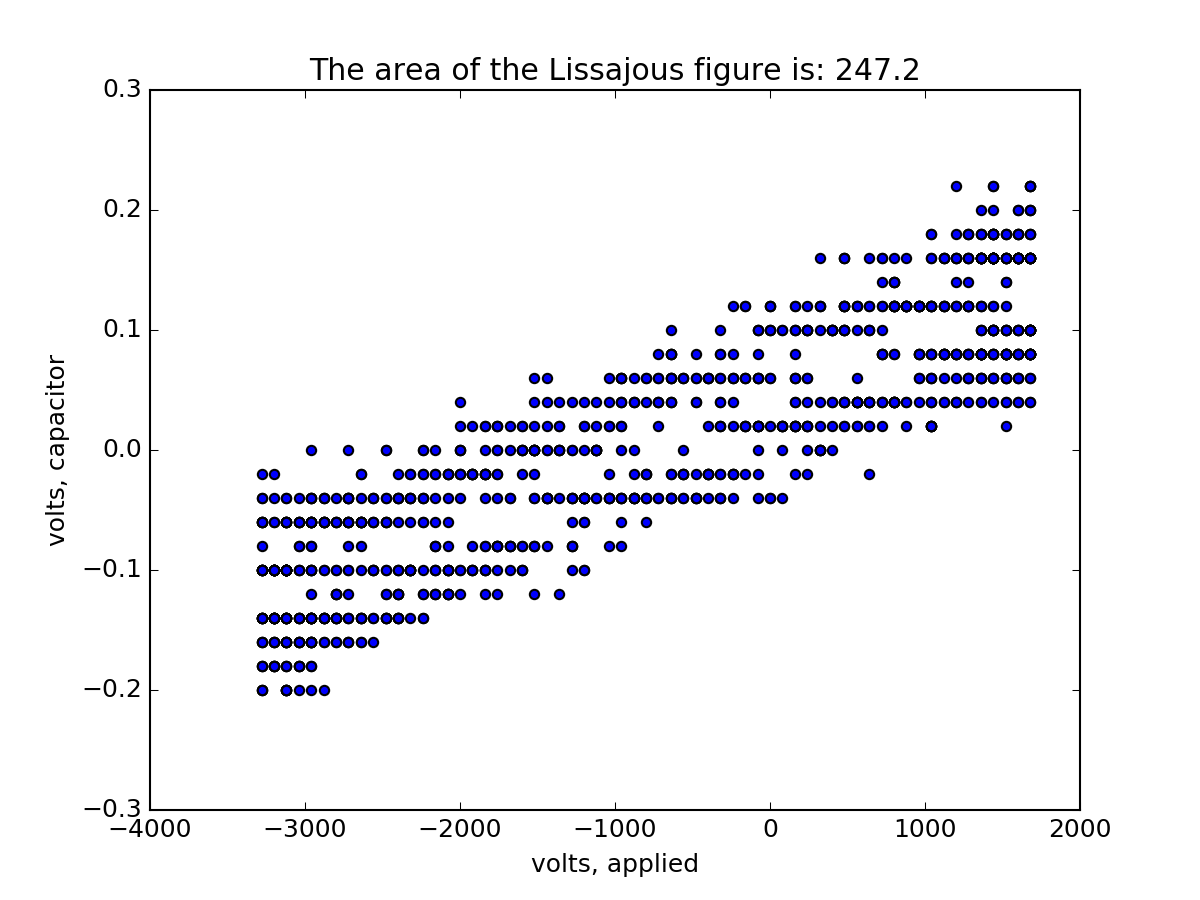 The area of the Lissajous figure is: 247.2
0.3
0.2
0.1
0.0
−0.1
−0.2
−0.3
−4000 −3000 −2000 −1000 0 1000 2000
volts, applied
volts, capacitor